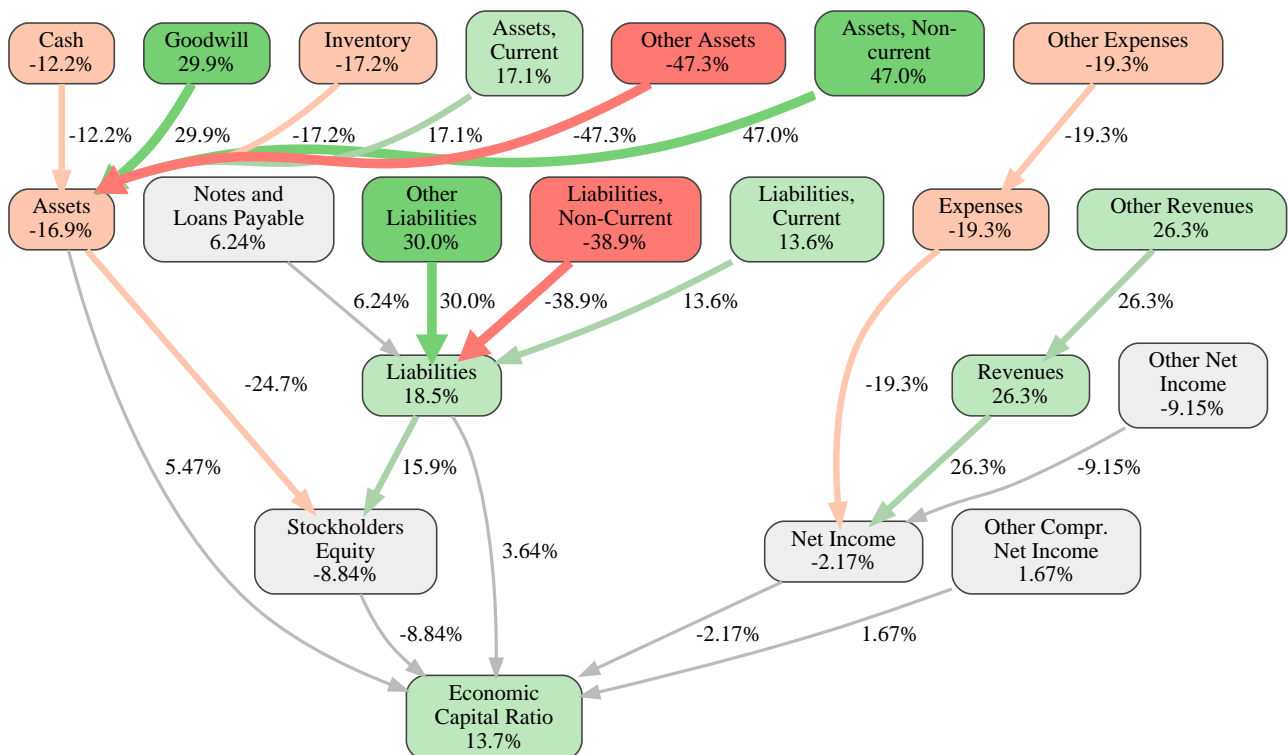 Cash
-12.2%
Goodwill
29.9%
Inventory
-17.2%
Assets,
Current
17.1%
Other Assets
-47.3%
Assets, Non-
current
47.0%
Other Expenses
-19.3%
-12.2%
29.9%
-17.2%
17.1%
-47.3%
47.0%
-19.3%
Assets
-16.9%
Notes and
Loans Payable
6.24%
Other
Liabilities
30.0%
Liabilities,
Non-Current
-38.9%
Liabilities,
Current
13.6%
Expenses
-19.3%
Other Revenues
26.3%
6.24%
30.0%
-38.9%
13.6%
26.3%
-24.7%
Liabilities
18.5%
-19.3%
Revenues
26.3%
Other Net
Income
-9.15%
5.47%
15.9%
26.3%
-9.15%
Stockholders
Equity
-8.84%
3.64%
Net Income
-2.17%
Other Compr.
Net Income
1.67%
-8.84%
-2.17%
1.67%
Economic
Capital Ratio
13.7%